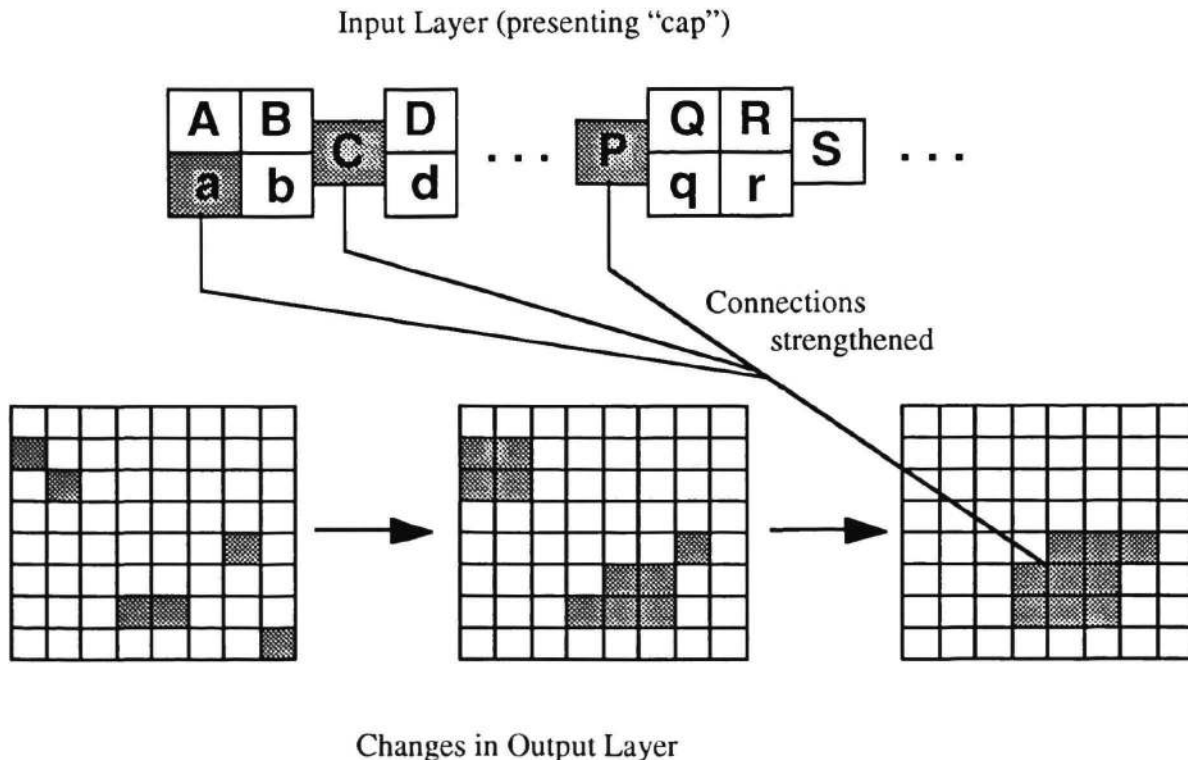 Input Layer (presenting “cap”)
A B C D . . . P Q R S . . .
a b d q r
Connections
strengthened
Changes in Output Layer